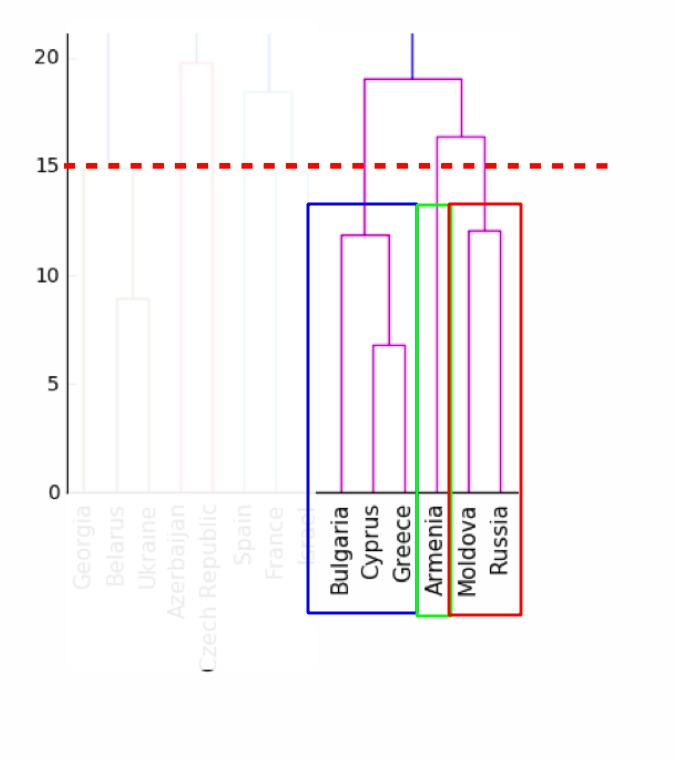 20
15
10
5
0
Georgia
Belarus
Ukraine
Azerbaijan
Czech Republic
Spain
France
Israel
Bulgaria
Cyprus
Greece
Armenia
Moldova
Russia